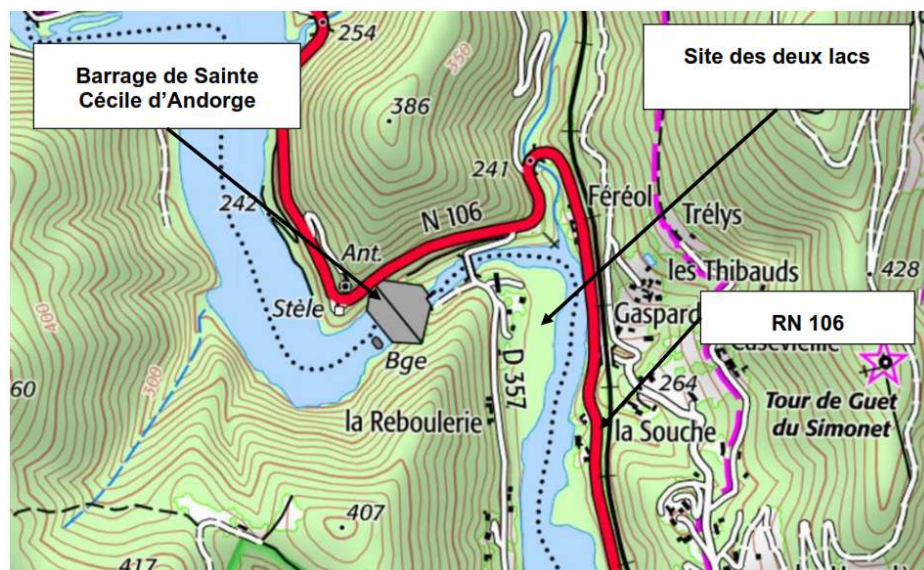 254
Barrage de Sainte
Cécile d'Andorge
Site des deux lacs
350
386
241
242
N 106
Féréol
Trélys
Ant.
les Thibauds
428
Stèle
Gaspard
RN 106
Bge
D 357
400
300
60
264
la Reboulerie
la Souche
Tour de Guet
du Simonet
407
417